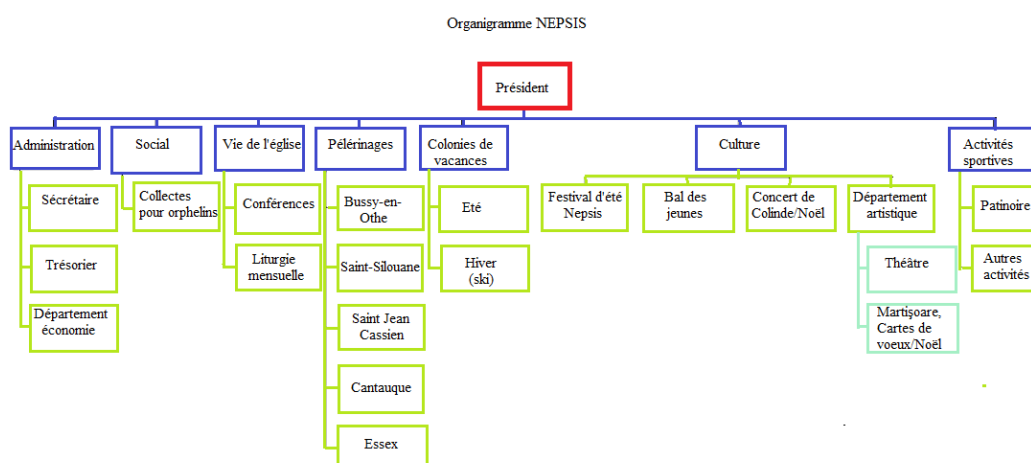 Organigramme NEPSIS
Président
Administration
Social
Vie de l'église
Pélérinages
Colonies de
vacances
Culture
Activités
sportives
Sécrétaire
Trésorier
Département
économie
Collectes
pour orphelins
Conférences
Liturgie
mensuelle
Bussy-en-
Othe
Saint-Silouane
Saint Jean
Cassien
Cantauque
Essex
Eté
Hiver
(ski)
Festival d'été
Nepsis
Bal des
jeunes
Concert de
Colinde/Noël
Département
artistique
Théâtre
Martişoare,
Cartes de
voeux/Noël
Patinoire
Autres
activités